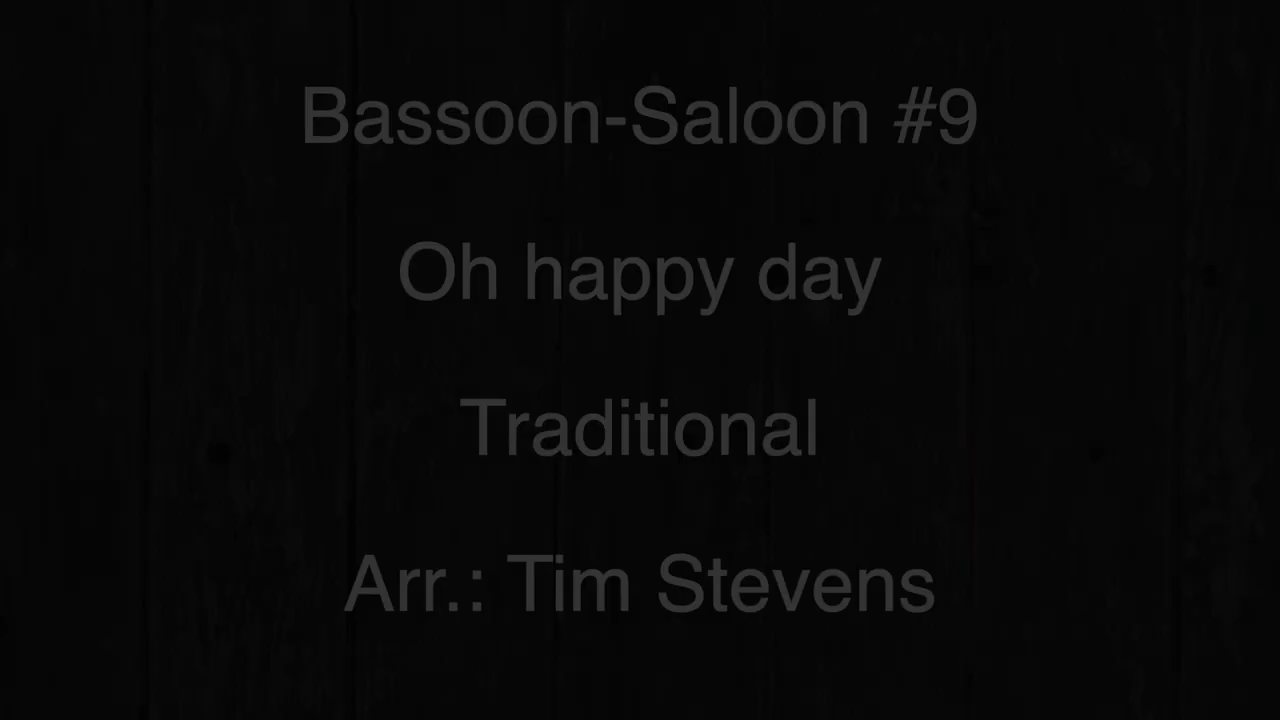 Bassoon-Saloon #9
Oh happy day
Traditional
Arr.: Tim Stevens